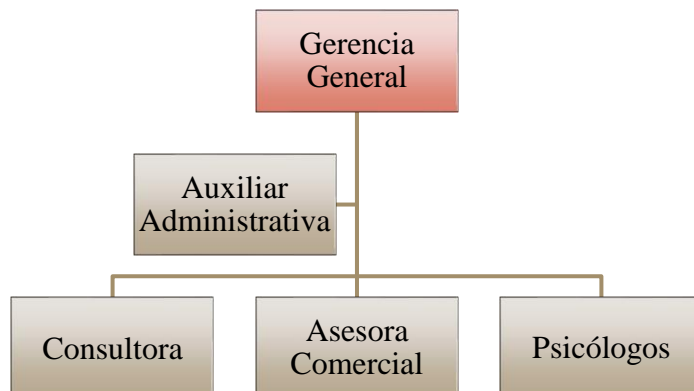 Gerencia
General
Auxiliar
Administrativa
Consultora
Asesora
Comercial
Psicólogos